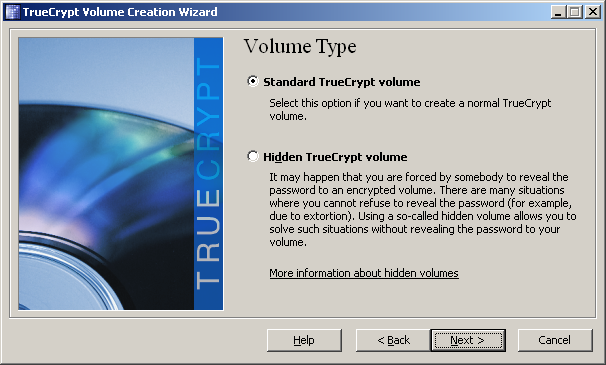 TrueCrypt Volume Creation Wizard
TRUECRYPT
Volume Type
Standard TrueCrypt volume
Select this option if you want to create a normal TrueCrypt
volume.
Hidden TrueCrypt volume
It may happen that you are forced by somebody to reveal the
password to an encrypted volume. There are many situations
where you cannot refuse to reveal the password (for example,
due to extortion). Using a so-called hidden volume allows you to
solve such situations without revealing the password to your
volume.
More information about hidden volumes
Help
< Back
Next >
Cancel